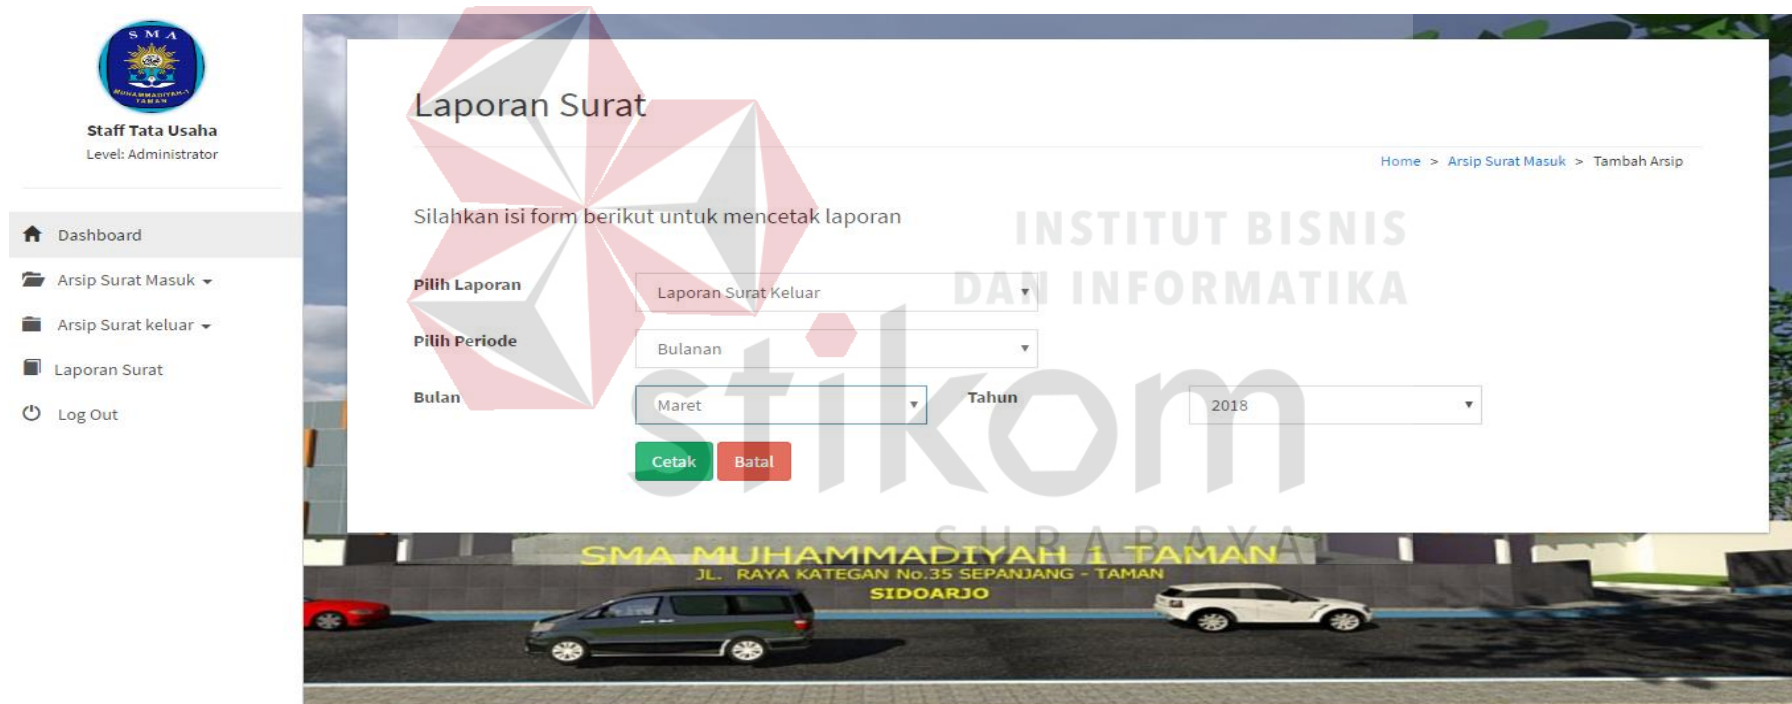 SMA
MUHAMMADIYAH-1
TAMAN
Staff Tata Usaha
Level: Administrator
Dashboard
Arsip Surat Masuk
Arsip Surat keluar
Laporan Surat
Log Out
Laporan Surat
Home > Arsip Surat Masuk > Tambah Arsip
Silahkan isi form berikut untuk mencetak laporan
Pilih Laporan Laporan Surat Keluar
Pilih Periode Bulanan
Bulan Maret Tahun 2018
Cetak Batal
INSTITUT BISNIS
DAN INFORMATIKA
stikom
SURABAYA
SMA MUHAMMADIYAH 1 TAMAN
JL. RAYA KATEGAN No.35 SEPANJANG - TAMAN
SIDOARJO